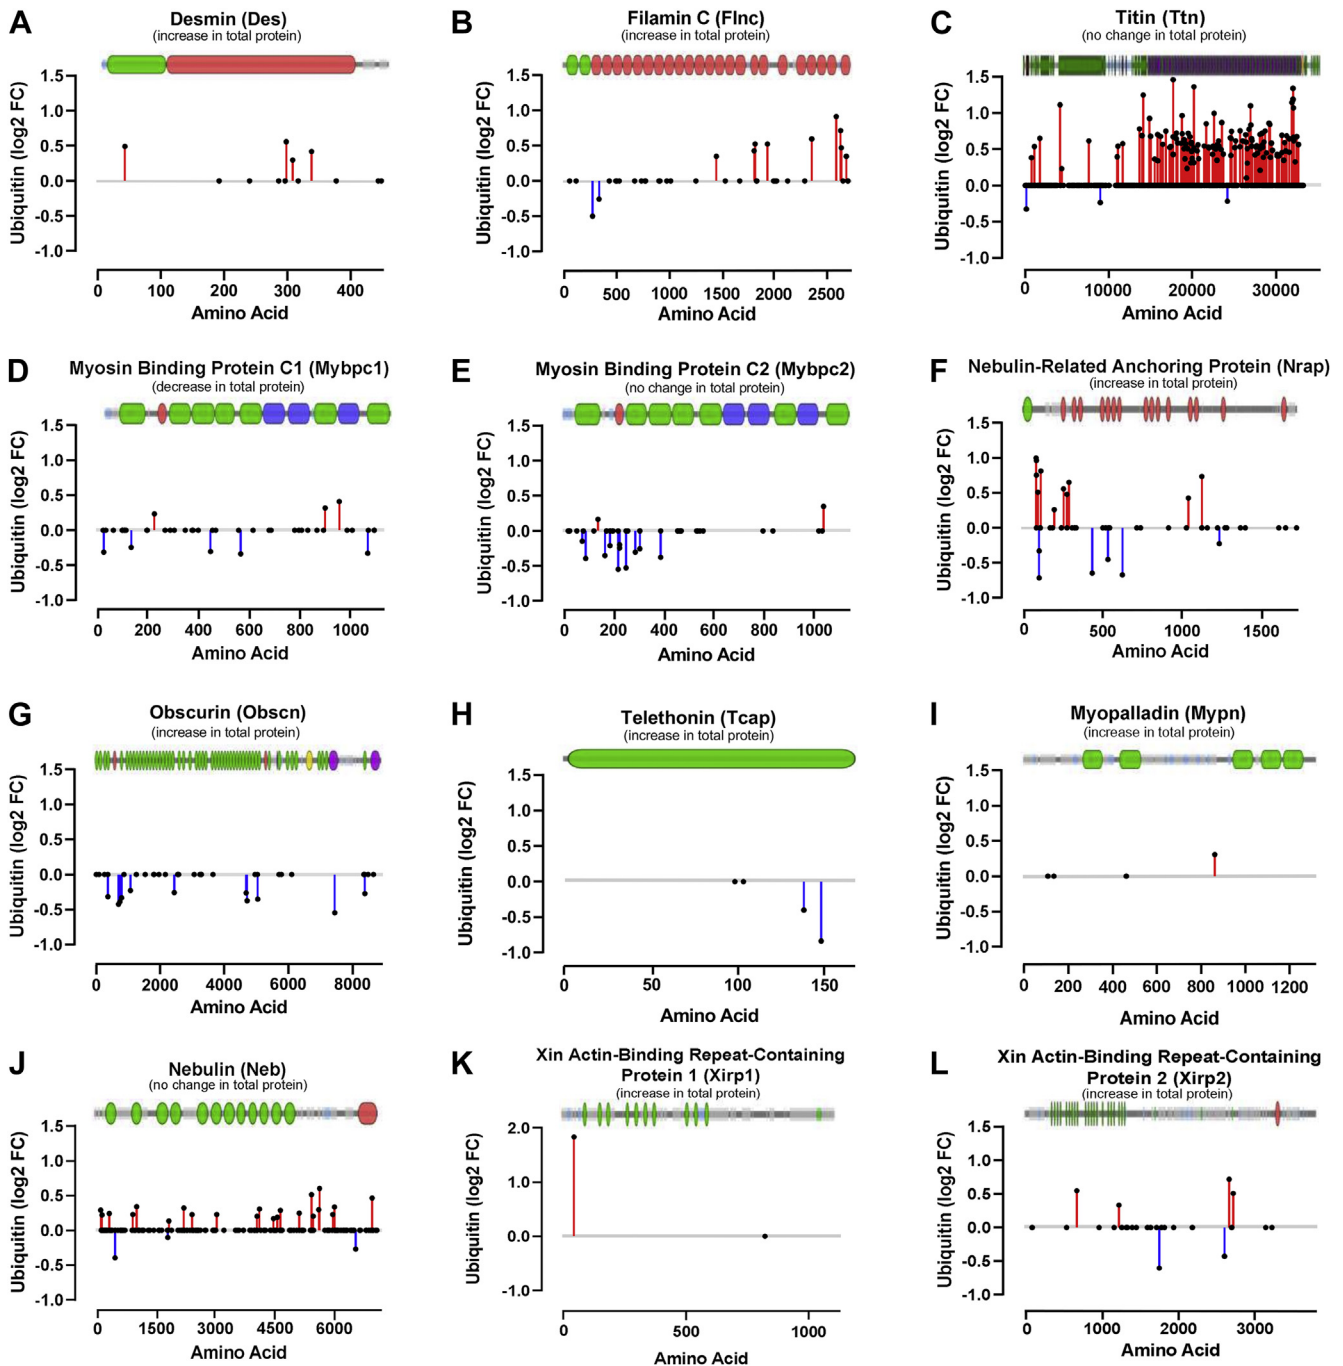 A
Desmin (Des)
(increase in total protein)
Ubiquitin (log2 FC)
1.5
1.0
0.5
0.0
-0.5
-1.0
0 100 200 300 400
Amino Acid
B
Filamin C (Flnc)
(increase in total protein)
Ubiquitin (log2 FC)
1.5
1.0
0.5
0.0
-0.5
-1.0
0 500 1000 1500 2000 2500
Amino Acid
C
Titin (Ttn)
(no change in total protein)
Ubiquitin (log2 FC)
1.5
1.0
0.5
0.0
-0.5
-1.0
0 10000 20000 30000
Amino Acid
D
Myosin Binding Protein C1 (Mybpc1)
(decrease in total protein)
Ubiquitin (log2 FC)
1.5
1.0
0.5
0.0
-0.5
-1.0
0 200 400 600 800 1000
Amino Acid
E
Myosin Binding Protein C2 (Mybpc2)
(no change in total protein)
Ubiquitin (log2 FC)
1.5
1.0
0.5
0.0
-0.5
-1.0
0 200 400 600 800 1000
Amino Acid
F
Nebulin-Related Anchoring Protein (Nrap)
(increase in total protein)
Ubiquitin (log2 FC)
1.5
1.0
0.5
0.0
-0.5
-1.0
0 500 1000 1500
Amino Acid
G
Obscurin (Obscn)
(increase in total protein)
Ubiquitin (log2 FC)
1.5
1.0
0.5
0.0
-0.5
-1.0
0 2000 4000 6000 8000
Amino Acid
H
Telethonin (Tcap)
(increase in total protein)
Ubiquitin (log2 FC)
1.5
1.0
0.5
0.0
-0.5
-1.0
0 50 100 150
Amino Acid
I
Myopalladin (Mypn)
(increase in total protein)
Ubiquitin (log2 FC)
1.5
1.0
0.5
0.0
-0.5
-1.0
0 200 400 600 800 1000 1200
Amino Acid
J
Nebulin (Neb)
(no change in total protein)
Ubiquitin (log2 FC)
1.5
1.0
0.5
0.0
-0.5
-1.0
0 1500 3000 4500 6000
Amino Acid
K
Xin Actin-Binding Repeat-Containing
Protein 1 (Xirp1)
(increase in total protein)
Ubiquitin (log2 FC)
2.0
1.0
0.0
-1.0
0 500 1000
Amino Acid
L
Xin Actin-Binding Repeat-Containing
Protein 2 (Xirp2)
(increase in total protein)
Ubiquitin (log2 FC)
1.5
1.0
0.5
0.0
-0.5
-1.0
0 1000 2000 3000
Amino Acid